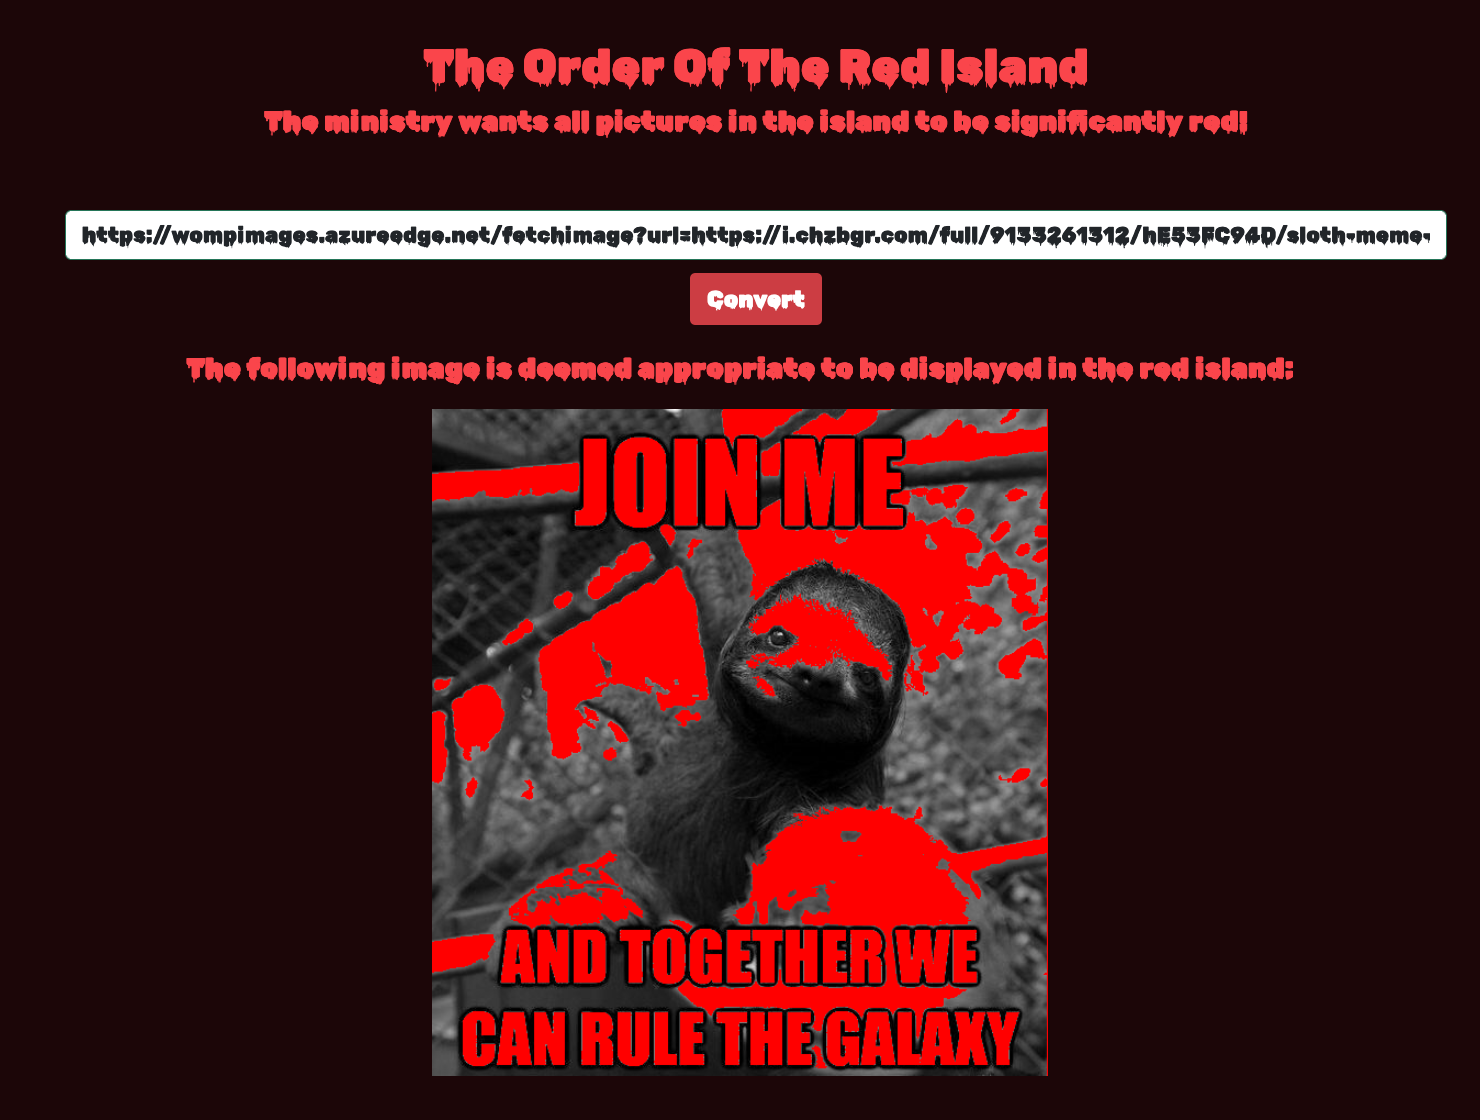 The Order Of The Red Island
The ministry wants all pictures in the island to be significantly red!
https://wompimages.azureedge.net/fetchimage?url=https://i.chzbgr.com/full/9133261312/hE53FC94D/sloth-meme-
Convert
The following image is deemed appropriate to be displayed in the red island:
JOIN ME
AND TOGETHER WE
CAN RULE THE GALAXY